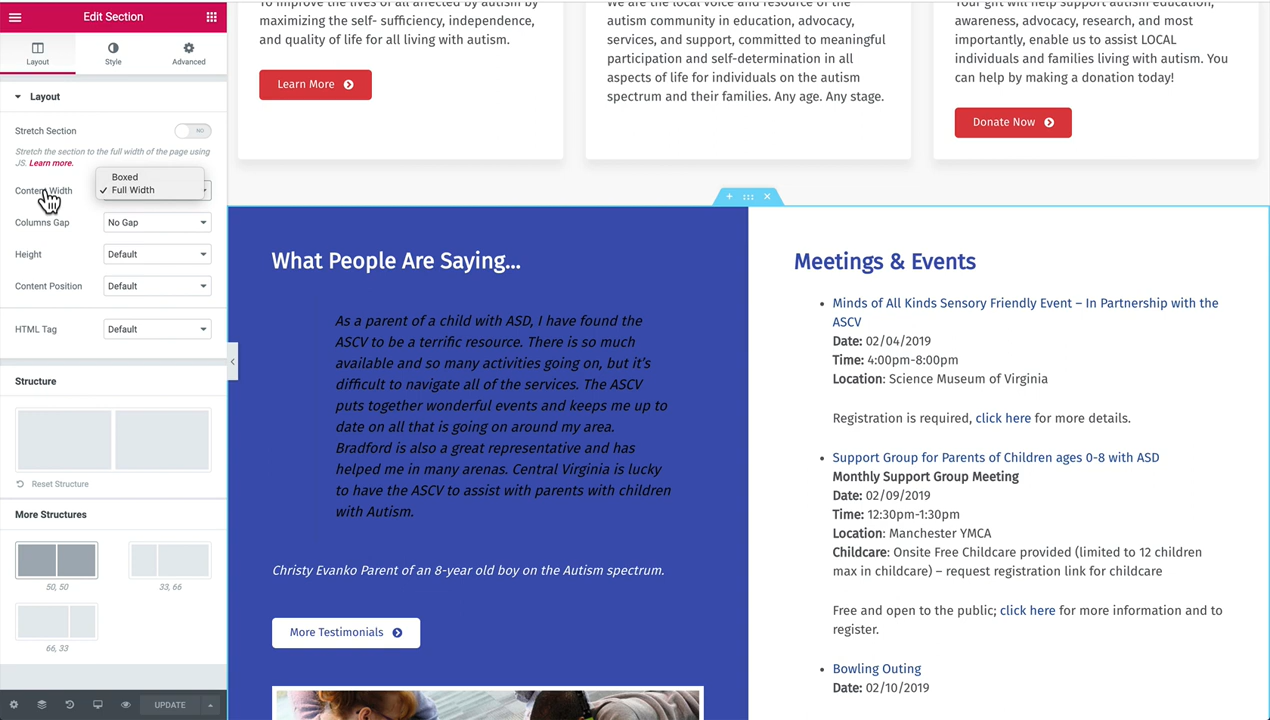 Edit Section
Layout
Style
Advanced
Layout
Stretch Section
NO
Stretch the section to the full width of the page using
JS. Learn more.
Content Width
Boxed
Full Width
Columns Gap
No Gap
Height
Default
Content Position
Default
HTML Tag
Default
Structure
Reset Structure
More Structures
50, 50
33, 66
66, 33
UPDATE
To improve the lives of all affected by autism by
maximizing the self- sufficiency, independence,
and quality of life for all living with autism.
Learn More
We are the local voice and resource of the
autism community in education, advocacy,
services, and support, committed to meaningful
participation and self-determination in all
aspects of life for individuals on the autism
spectrum and their families. Any age. Any stage.
Your gift will help support autism education,
awareness, advocacy, research, and most
importantly, enable us to assist LOCAL
individuals and families living with autism. You
can help by making a donation today!
Donate Now
What People Are Saying...
As a parent of a child with ASD, I have found the
ASCV to be a terrific resource. There is so much
available and so many activities going on, but it's
difficult to navigate all of the services. The ASCV
puts together wonderful events and keeps me up to
date on all that is going on around my area.
Bradford is also a great representative and has
helped me in many arenas. Central Virginia is lucky
to have the ASCV to assist with parents with children
with Autism.
Christy Evanko Parent of an 8-year old boy on the Autism spectrum.
More Testimonials
Meetings & Events
• Minds of All Kinds Sensory Friendly Event – In Partnership with the
ASCV
Date: 02/04/2019
Time: 4:00pm-8:00pm
Location: Science Museum of Virginia
Registration is required, click here for more details.
• Support Group for Parents of Children ages 0-8 with ASD
Monthly Support Group Meeting
Date: 02/09/2019
Time: 12:30pm-1:30pm
Location: Manchester YMCA
Childcare: Onsite Free Childcare provided (limited to 12 children
max in childcare) – request registration link for childcare
Free and open to the public; click here for more information and to
register.
• Bowling Outing
Date: 02/10/2019